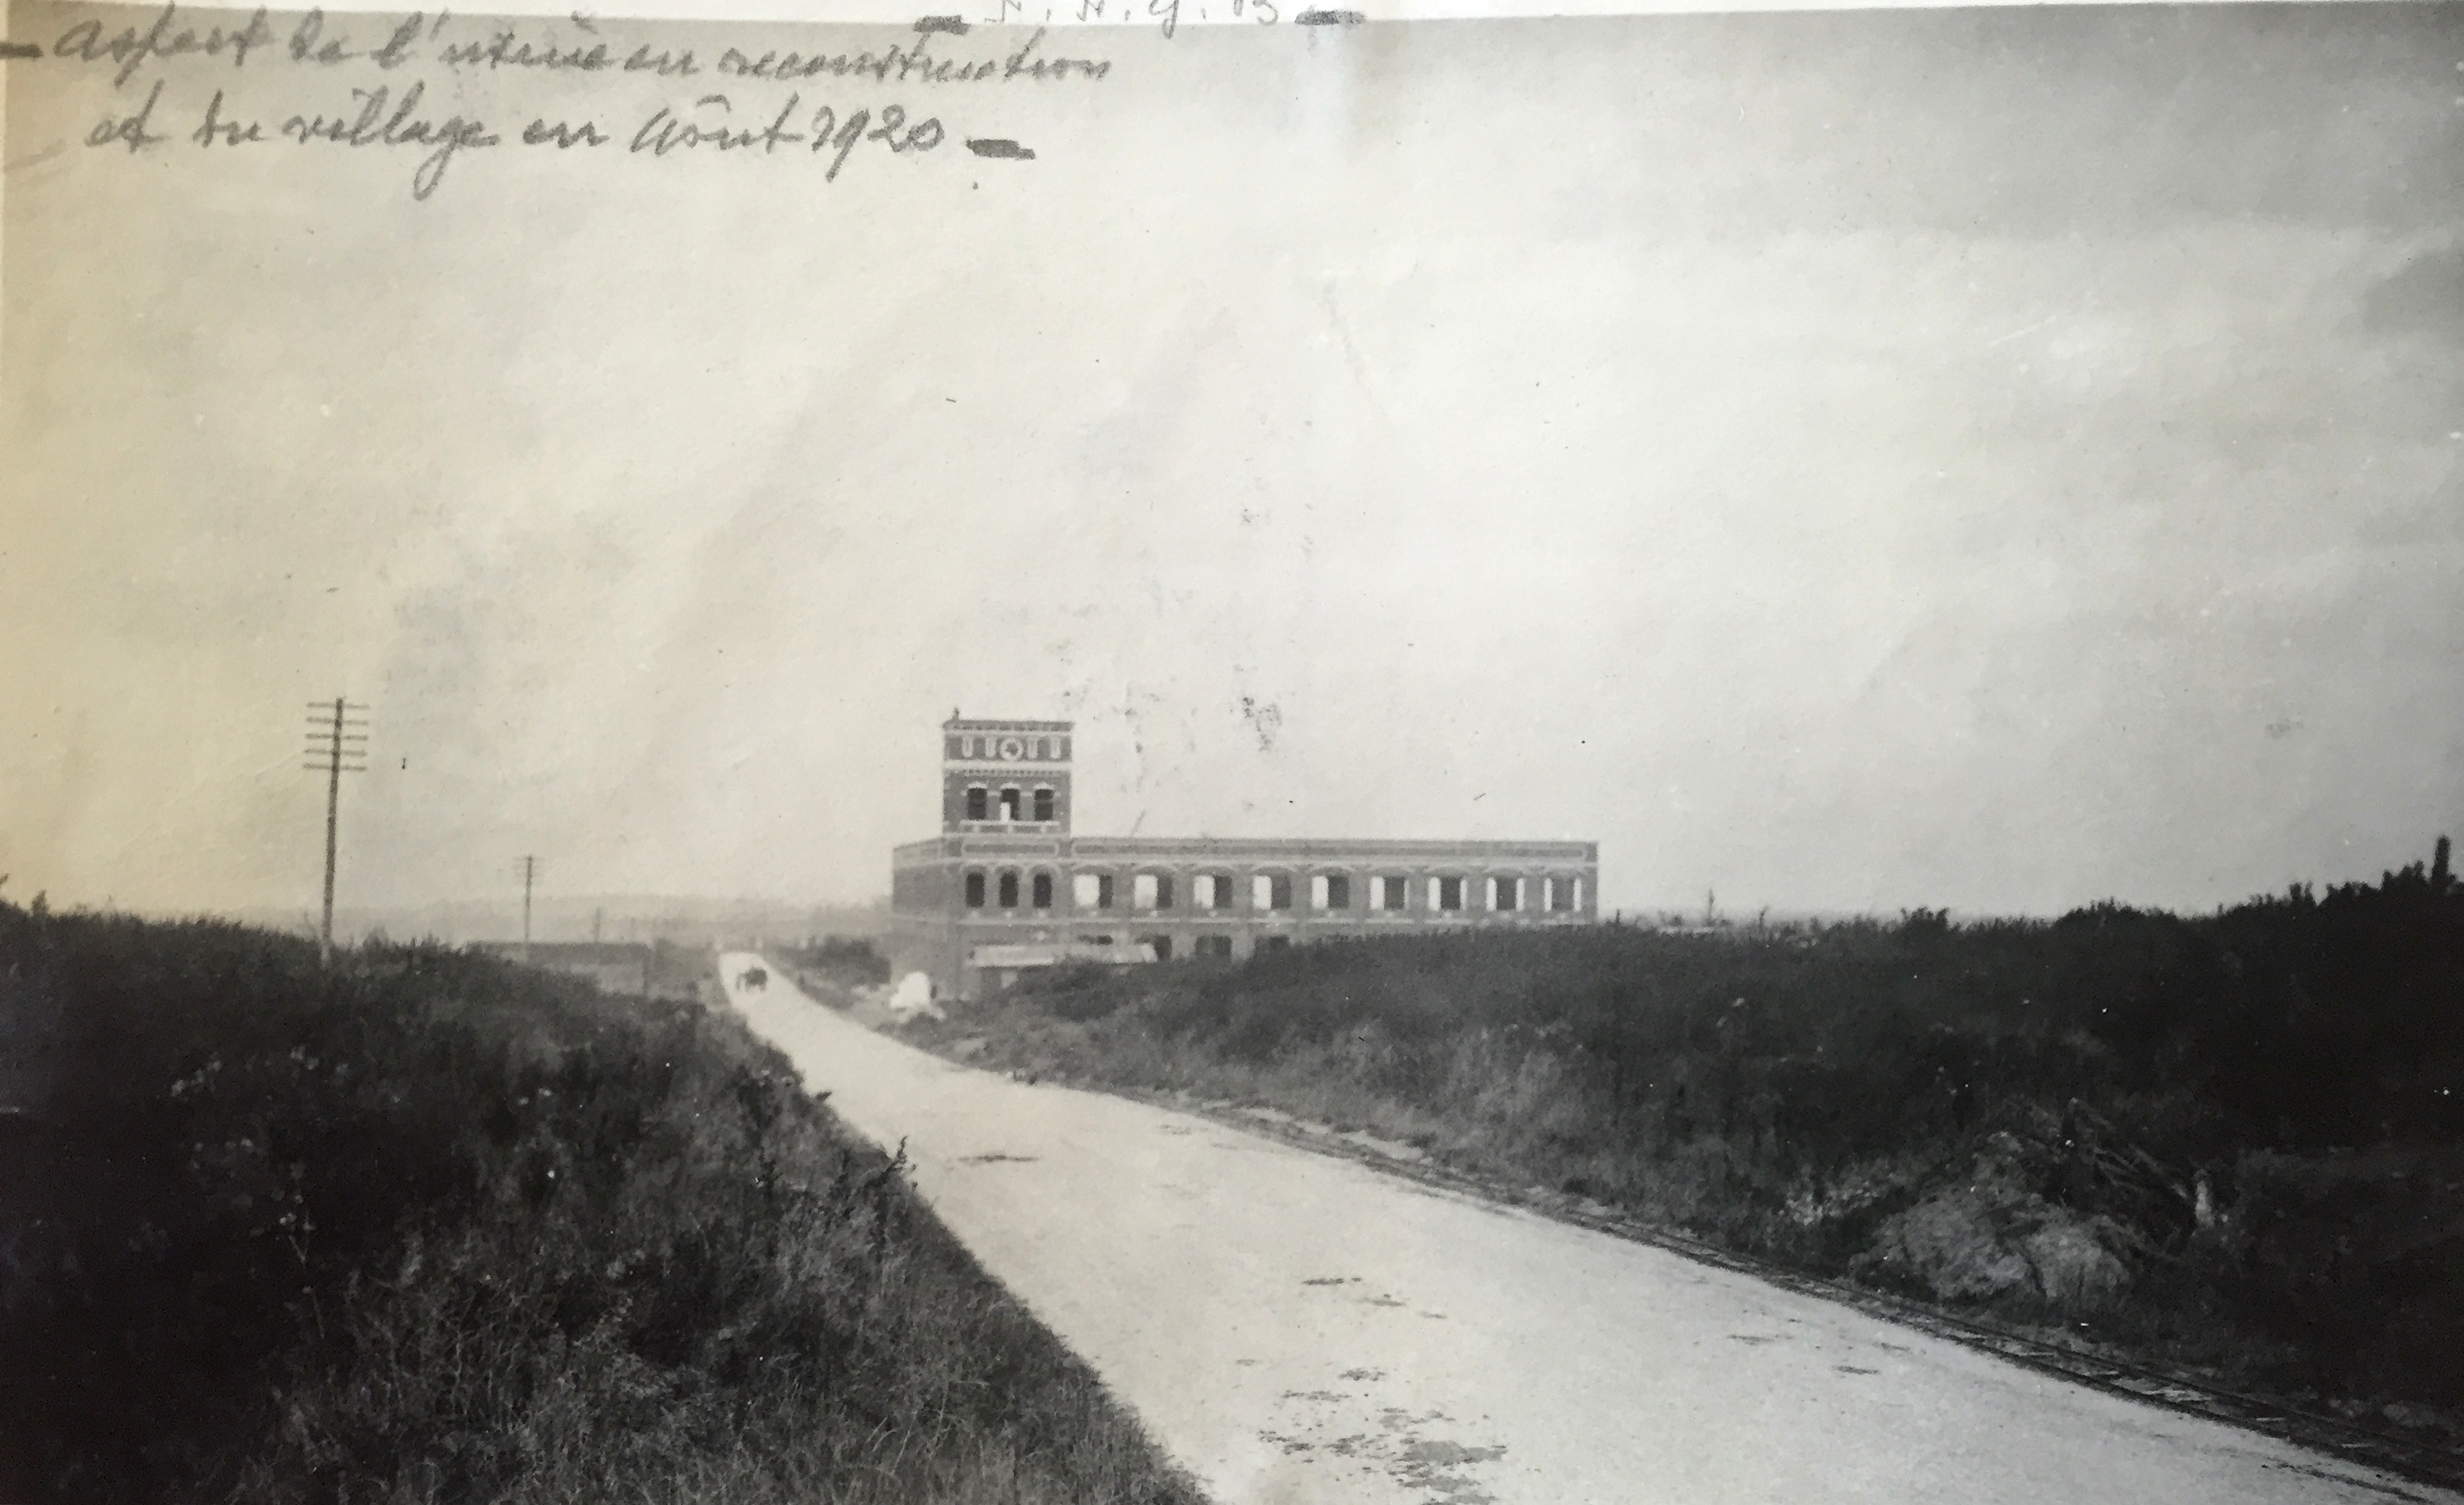 — Aspect de l'usine en reconstruction
et du village en Août 1920 —